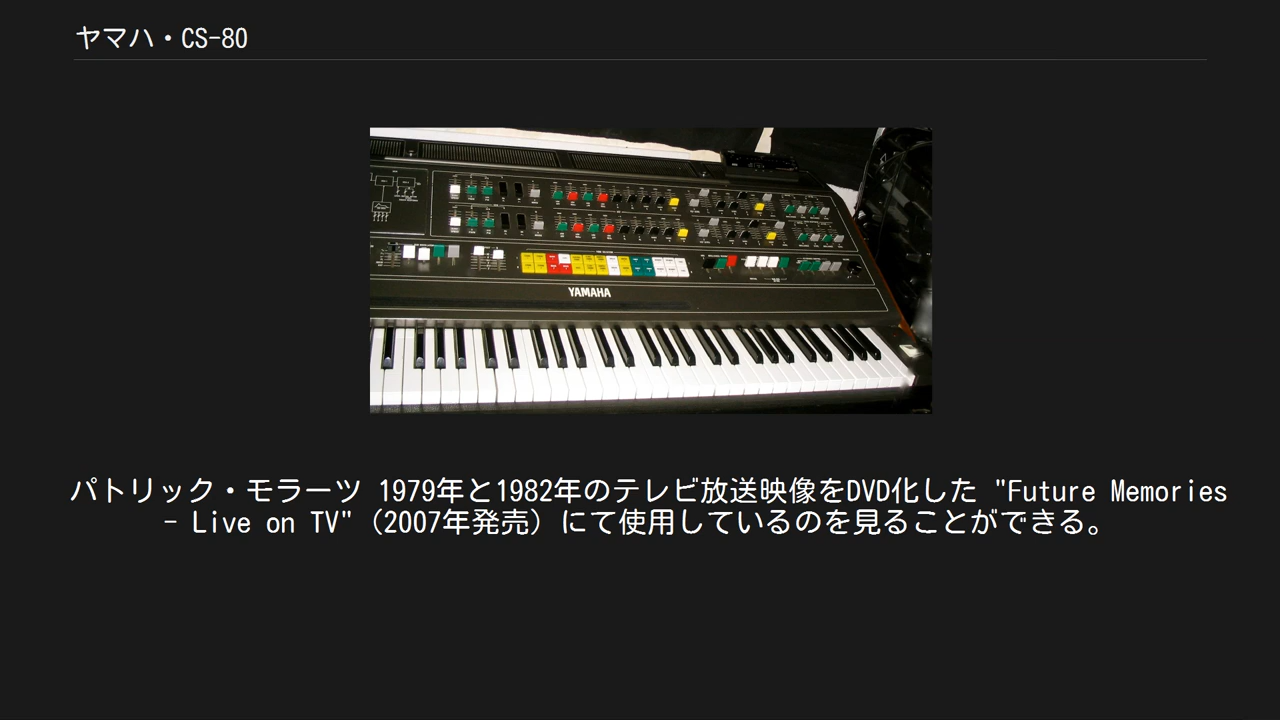 ヤマハ・CS-80
YAMAHA
パトリック・モラーツ 1979年と1982年のテレビ放送映像をDVD化した "Future Memories
- Live on TV"（2007年発売）にて使用しているのを見ることができる。